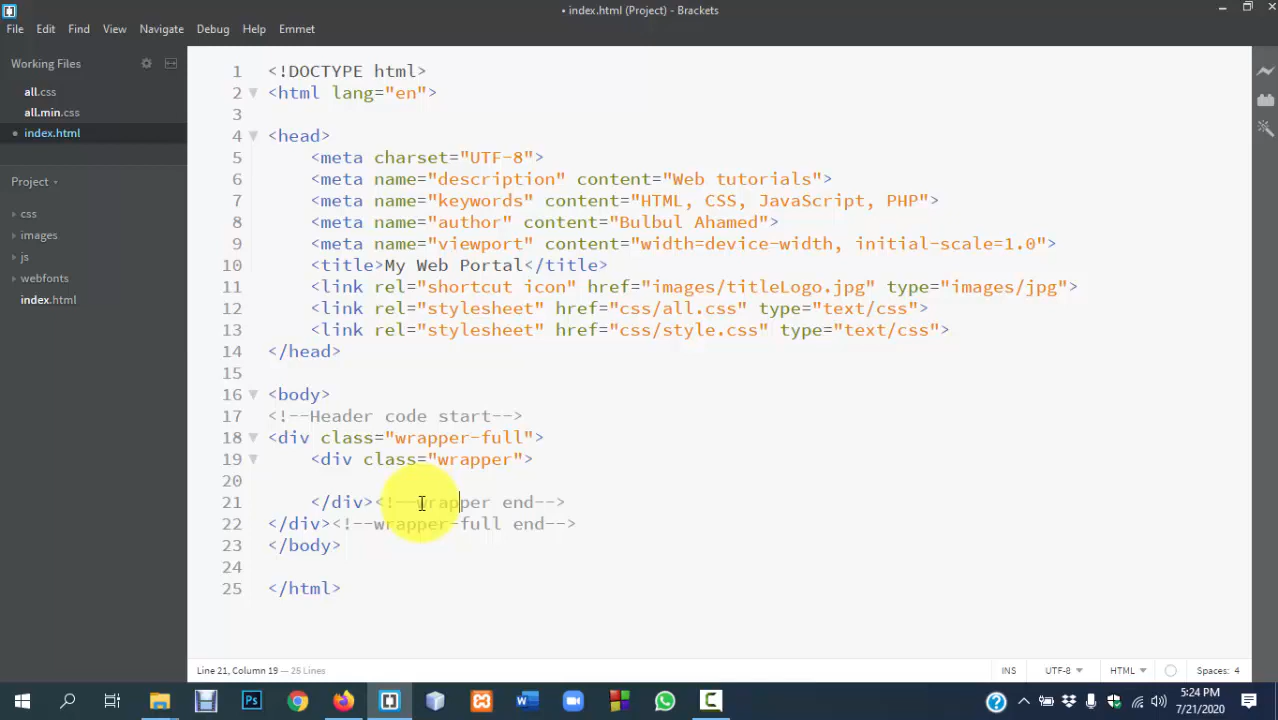 • index.html (Project) - Brackets
File Edit Find View Navigate Debug Help Emmet
Working Files
all.css
all.min.css
• index.html
Project
css
images
js
webfonts
index.html
1 <!DOCTYPE html>
2 <html lang="en">
3
4 <head>
5 <meta charset="UTF-8">
6 <meta name="description" content="Web tutorials">
7 <meta name="keywords" content="HTML, CSS, JavaScript, PHP">
8 <meta name="author" content="Bulbul Ahamed">
9 <meta name="viewport" content="width=device-width, initial-scale=1.0">
10 <title>My Web Portal</title>
11 <link rel="shortcut icon" href="images/titleLogo.jpg" type="images/jpg">
12 <link rel="stylesheet" href="css/all.css" type="text/css">
13 <link rel="stylesheet" href="css/style.css" type="text/css">
14 </head>
15
16 <body>
17 <!--Header code start-->
18 <div class="wrapper-full">
19 <div class="wrapper">
20
21 </div><!--wrapper end-->
22 </div><!--wrapper-full end-->
23 </body>
24
25 </html>
Line 21, Column 19 — 25 Lines
INS UTF-8 HTML Spaces: 4
Ps
5:24 PM
7/21/2020